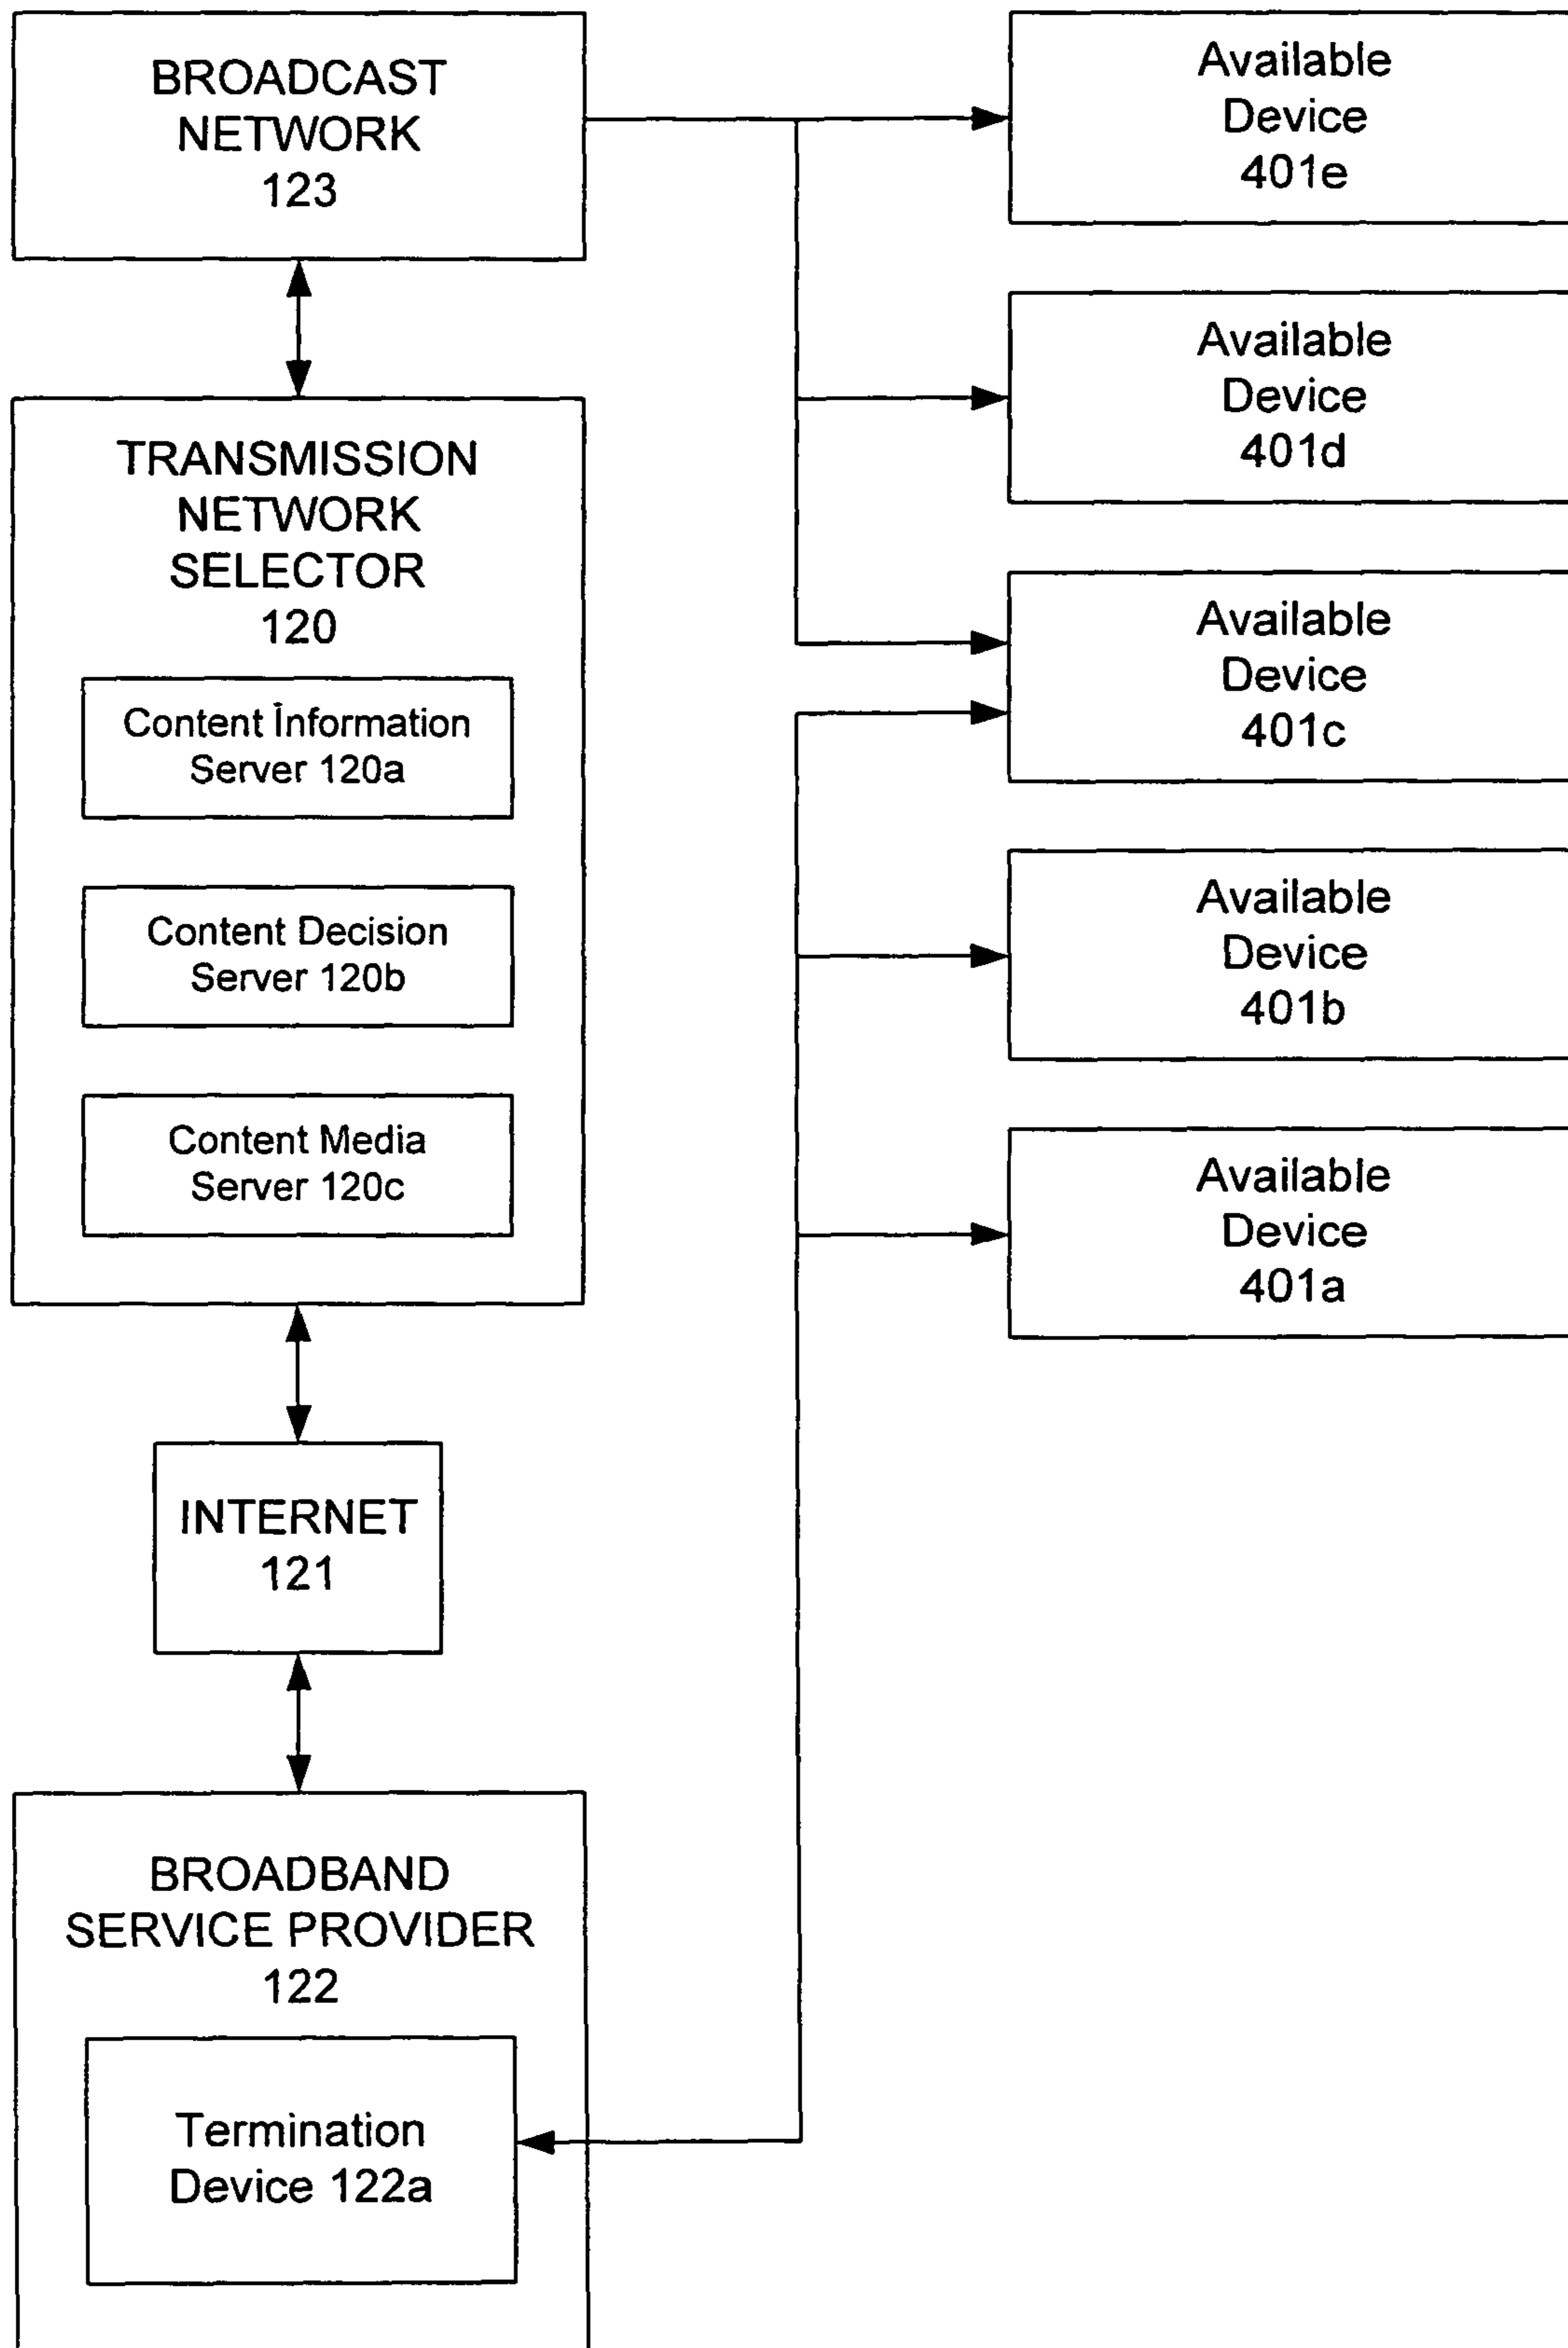 BROADCAST
NETWORK
123
TRANSMISSION
NETWORK
SELECTOR
120
Content Information
Server 120a
Content Decision
Server 120b
Content Media
Server 120c
INTERNET
121
BROADBAND
SERVICE PROVIDER
122
Termination
Device 122a
Available
Device
401e
Available
Device
401d
Available
Device
401c
Available
Device
401b
Available
Device
401a